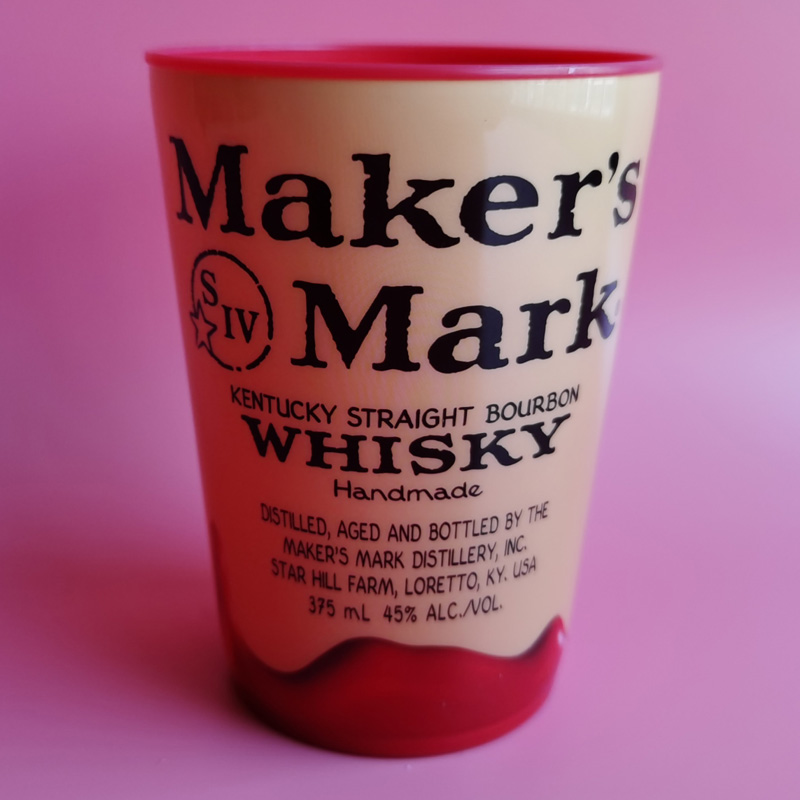 Maker's
S IV
Mark
KENTUCKY STRAIGHT BOURBON
WHISKY
Handmade
DISTILLED, AGED AND BOTTLED BY THE
MAKER'S MARK DISTILLERY, INC.
STAR HILL FARM, LORETTO, KY. USA
375 mL 45% ALC./VOL.